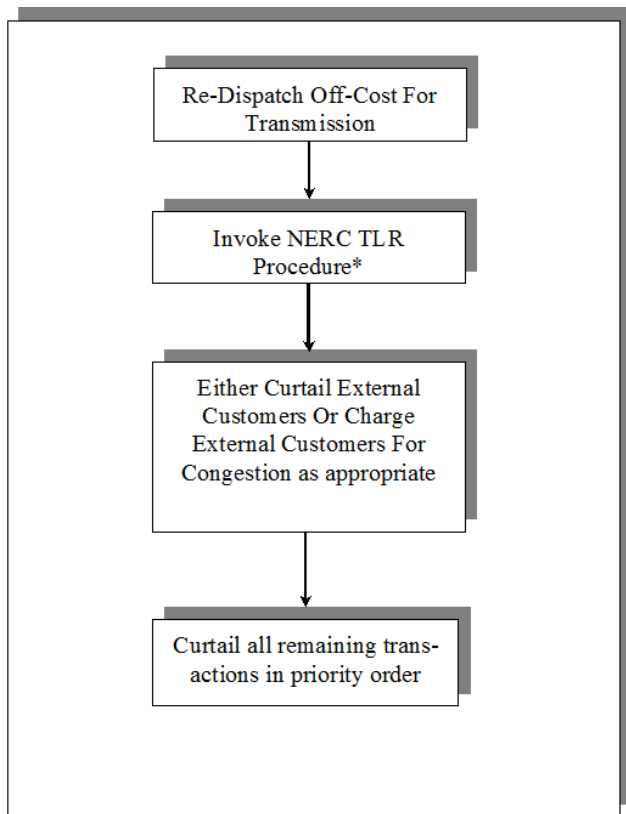 Re-Dispatch Off-Cost For
Transmission
Invoke NERC TLR
Procedure*
Either Curtail External
Customers Or Charge
External Customers For
Congestion as appropriate
Curtail all remaining trans-
actions in priority order